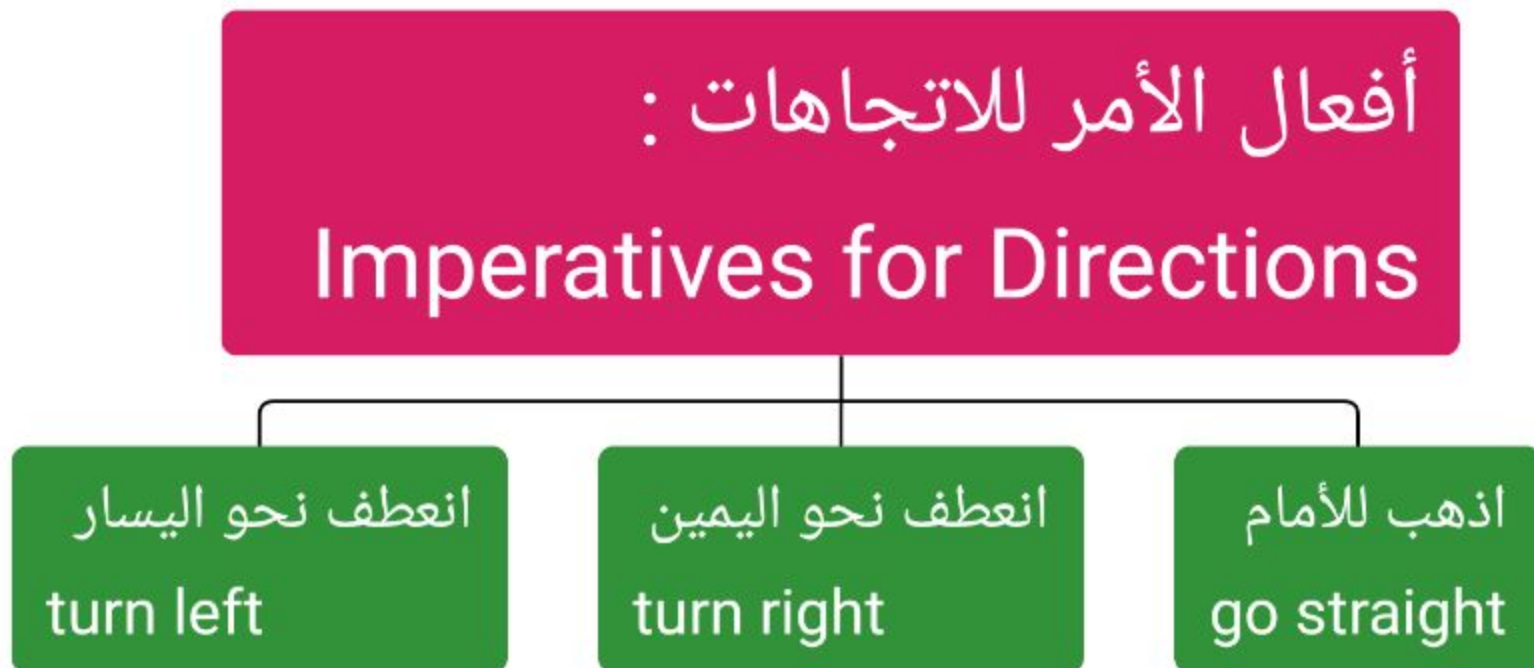 أفعال الأمر للاتجاهات :
Imperatives for Directions
اذهب للأمام
go straight
انعطف نحو اليمين
turn right
انعطف نحو اليسار
turn left